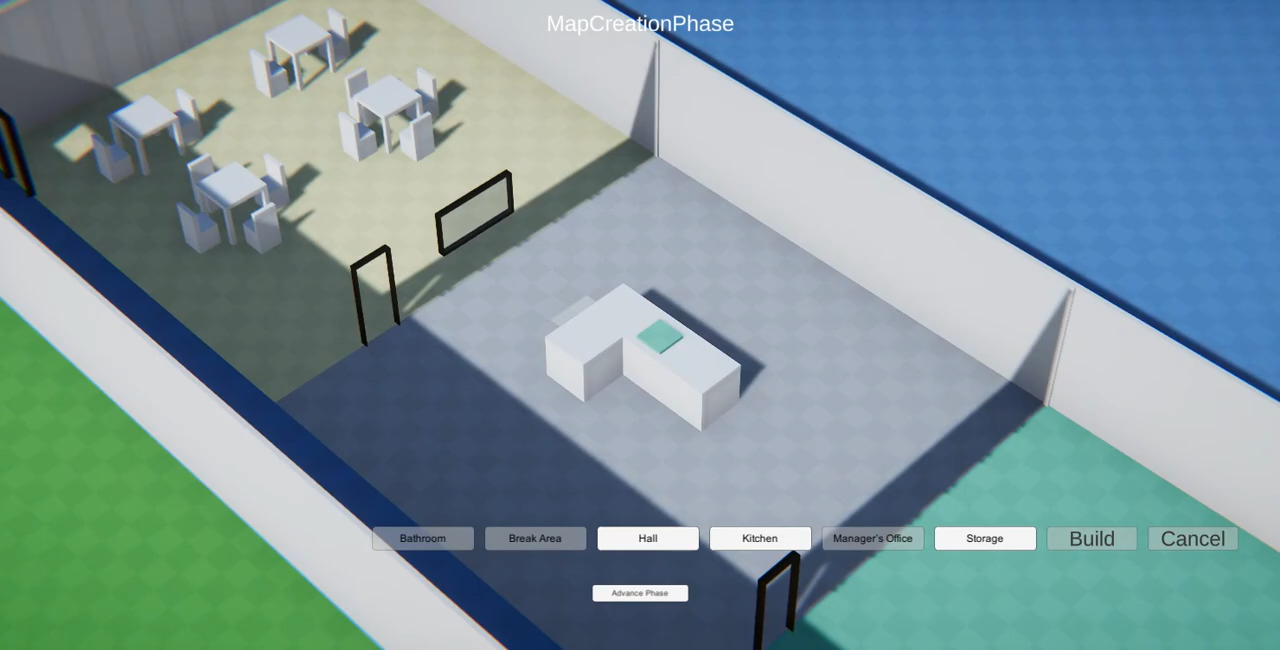 MapCreationPhase
Bathroom
Break Area
Hall
Kitchen
Manager's Office
Storage
Build
Cancel
Advance Phase